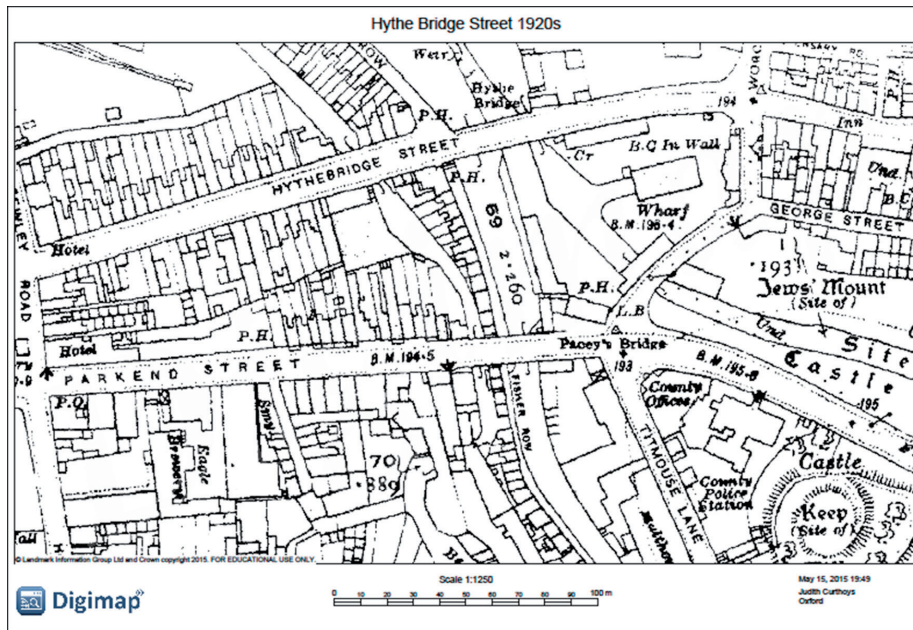 Hythe Bridge Street 1920s
Weir
ROW
Hythe
Bridge
P.H.
194
Inn
HYTHEBRIDGE STREET
P.H.
Cr
B.C. In Wall
Und.
B.C.
Wharf
B.M.196·4
GEORGE STREET
69
2·260
Hotel
ROAD
193
Jews' Mount
(Site of)
P.H.
L.B
Und
Site
Castle
P.H.
Hotel
B.M.194·5
Pacey's Bridge
193
B.M.195·8
195
PARKEND STREET
P.O.
County
Offices
FISHER ROW
TITMOUSE LANE
Eagle
Brewery
70
·889
County
Police
Station
Castle
Keep
(Site of)
© Landmark Information Group Ltd and Crown copyright 2015. FOR EDUCATIONAL USE ONLY.
Digimap
Scale 1:1250
0 10 20 30 40 50 60 70 80 90 100 m
May 15, 2015 19:49
Judith Curthoys
Oxford